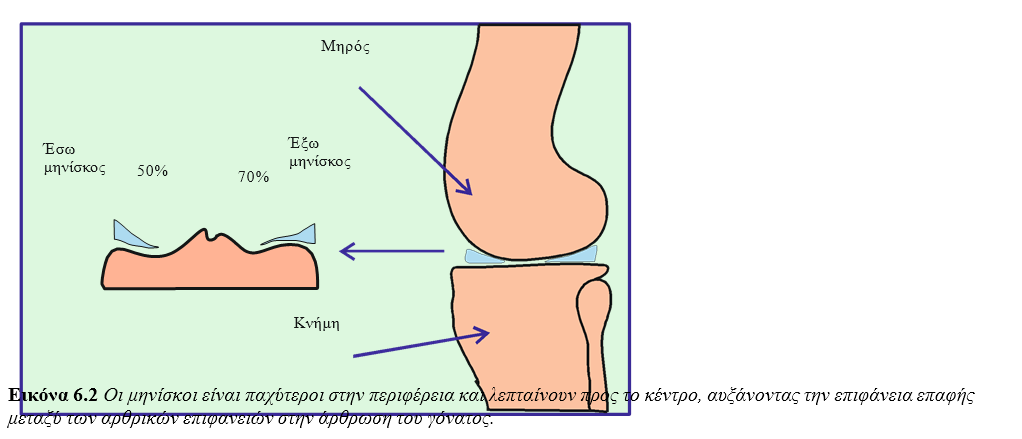 Μηρός
Έσω
μηνίσκος
50%
70%
Έξω
μηνίσκος
Κνήμη
Εικόνα 6.2 Οι μηνίσκοι είναι παχύτεροι στην περιφέρεια και λεπταίνουν προς το κέντρο, αυξάνοντας την επιφάνεια επαφής
μεταξύ των αρθρικών επιφανειών στην άρθρωση του γόνατος.